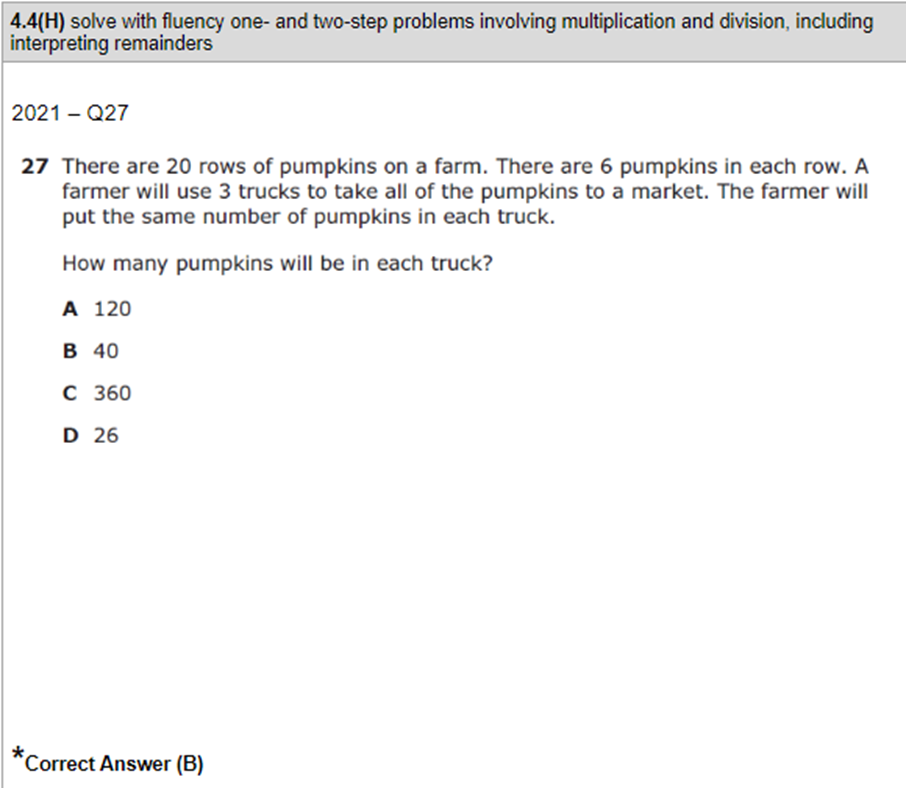 4.4(H) solve with fluency one- and two-step problems involving multiplication and division, including
interpreting remainders
2021 – Q27
27 There are 20 rows of pumpkins on a farm. There are 6 pumpkins in each row. A
farmer will use 3 trucks to take all of the pumpkins to a market. The farmer will
put the same number of pumpkins in each truck.
How many pumpkins will be in each truck?
A 120
B 40
C 360
D 26
*Correct Answer (B)